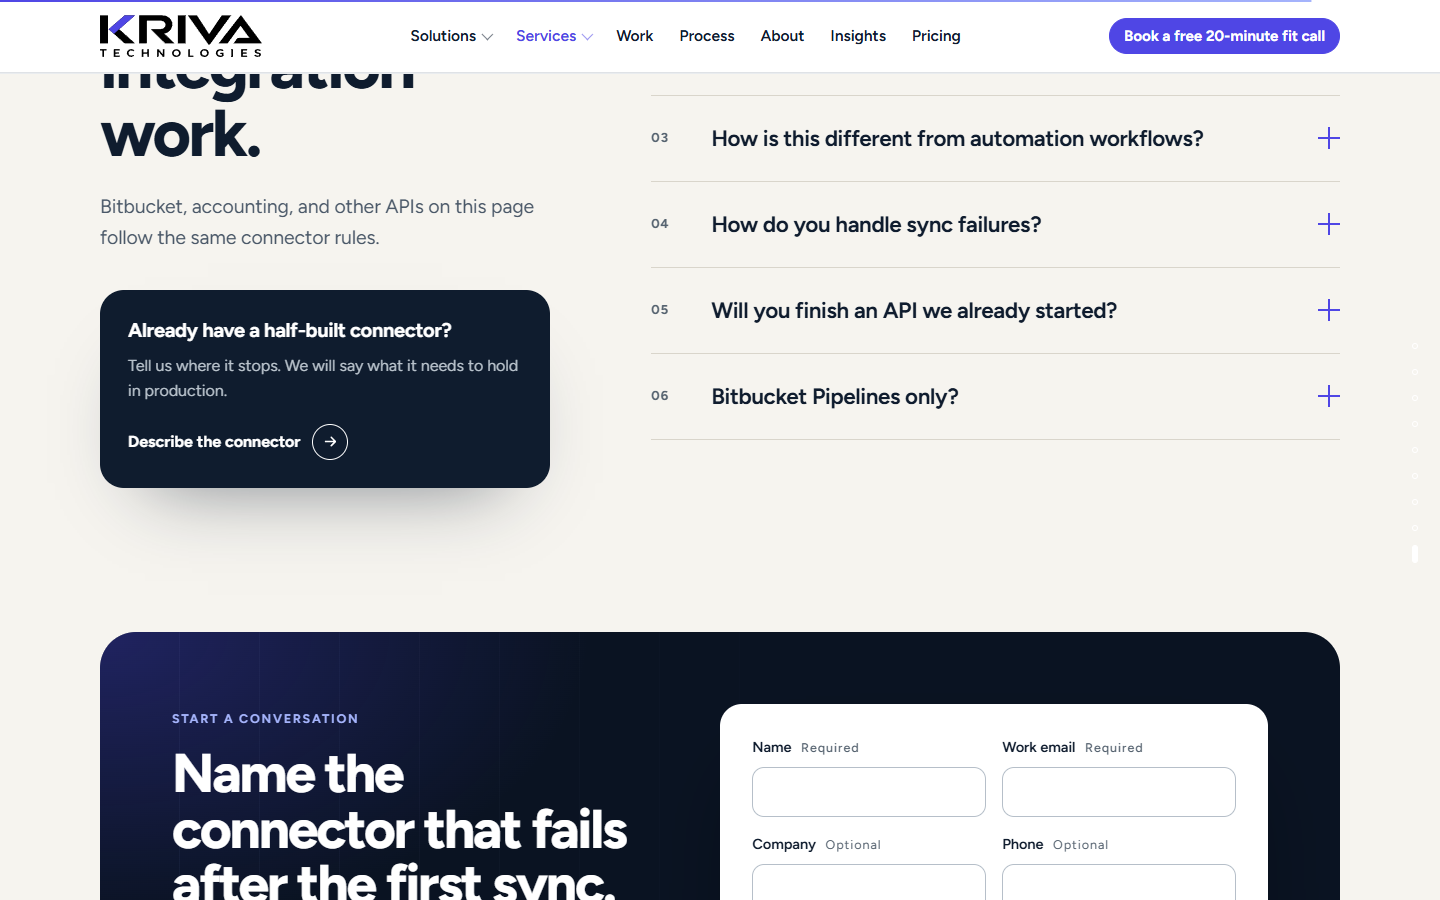 KRIVA
TECHNOLOGIES
Solutions
Services
Work
Process
About
Insights
Pricing
Book a free 20-minute fit call
integration
work.
Bitbucket, accounting, and other APIs on this page
follow the same connector rules.
Already have a half-built connector?
Tell us where it stops. We will say what it needs to hold
in production.
Describe the connector
03 How is this different from automation workflows?
04 How do you handle sync failures?
05 Will you finish an API we already started?
06 Bitbucket Pipelines only?
START A CONVERSATION
Name the
connector that fails
after the first sync.
Name Required
Work email Required
Company Optional
Phone Optional